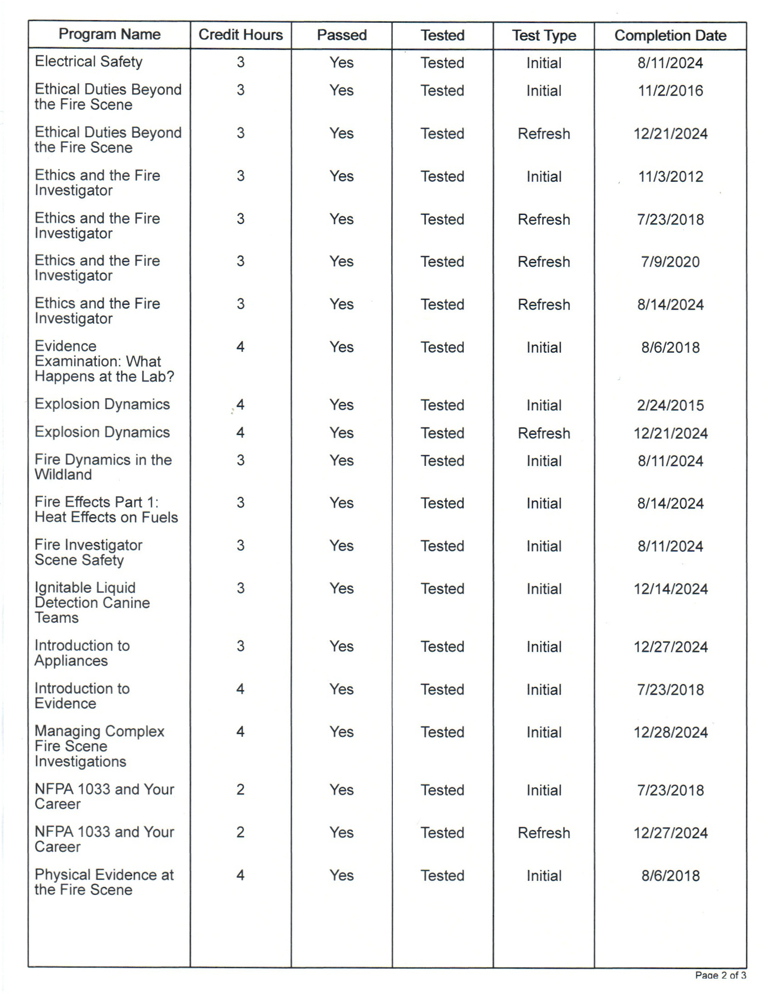 Program Name Credit Hours Passed Tested Test Type Completion Date
Electrical Safety 3 Yes Tested Initial 8/11/2024
Ethical Duties Beyond 3 Yes Tested Initial 11/2/2016
the Fire Scene
Ethical Duties Beyond 3 Yes Tested Refresh 12/21/2024
the Fire Scene
Ethics and the Fire 3 Yes Tested Initial 11/3/2012
Investigator
Ethics and the Fire 3 Yes Tested Refresh 7/23/2018
Investigator
Ethics and the Fire 3 Yes Tested Refresh 7/9/2020
Investigator
Ethics and the Fire 3 Yes Tested Refresh 8/14/2024
Investigator
Evidence 4 Yes Tested Initial 8/6/2018
Examination: What
Happens at the Lab?
Explosion Dynamics 4 Yes Tested Initial 2/24/2015
Explosion Dynamics 4 Yes Tested Refresh 12/21/2024
Fire Dynamics in the 3 Yes Tested Initial 8/11/2024
Wildland
Fire Effects Part 1: 3 Yes Tested Initial 8/14/2024
Heat Effects on Fuels
Fire Investigator 3 Yes Tested Initial 8/11/2024
Scene Safety
Ignitable Liquid 3 Yes Tested Initial 12/14/2024
Detection Canine
Teams
Introduction to 3 Yes Tested Initial 12/27/2024
Appliances
Introduction to 4 Yes Tested Initial 7/23/2018
Evidence
Managing Complex 4 Yes Tested Initial 12/28/2024
Fire Scene
Investigations
NFPA 1033 and Your 2 Yes Tested Initial 7/23/2018
Career
NFPA 1033 and Your 2 Yes Tested Refresh 12/27/2024
Career
Physical Evidence at 4 Yes Tested Initial 8/6/2018
the Fire Scene
Page 2 of 3